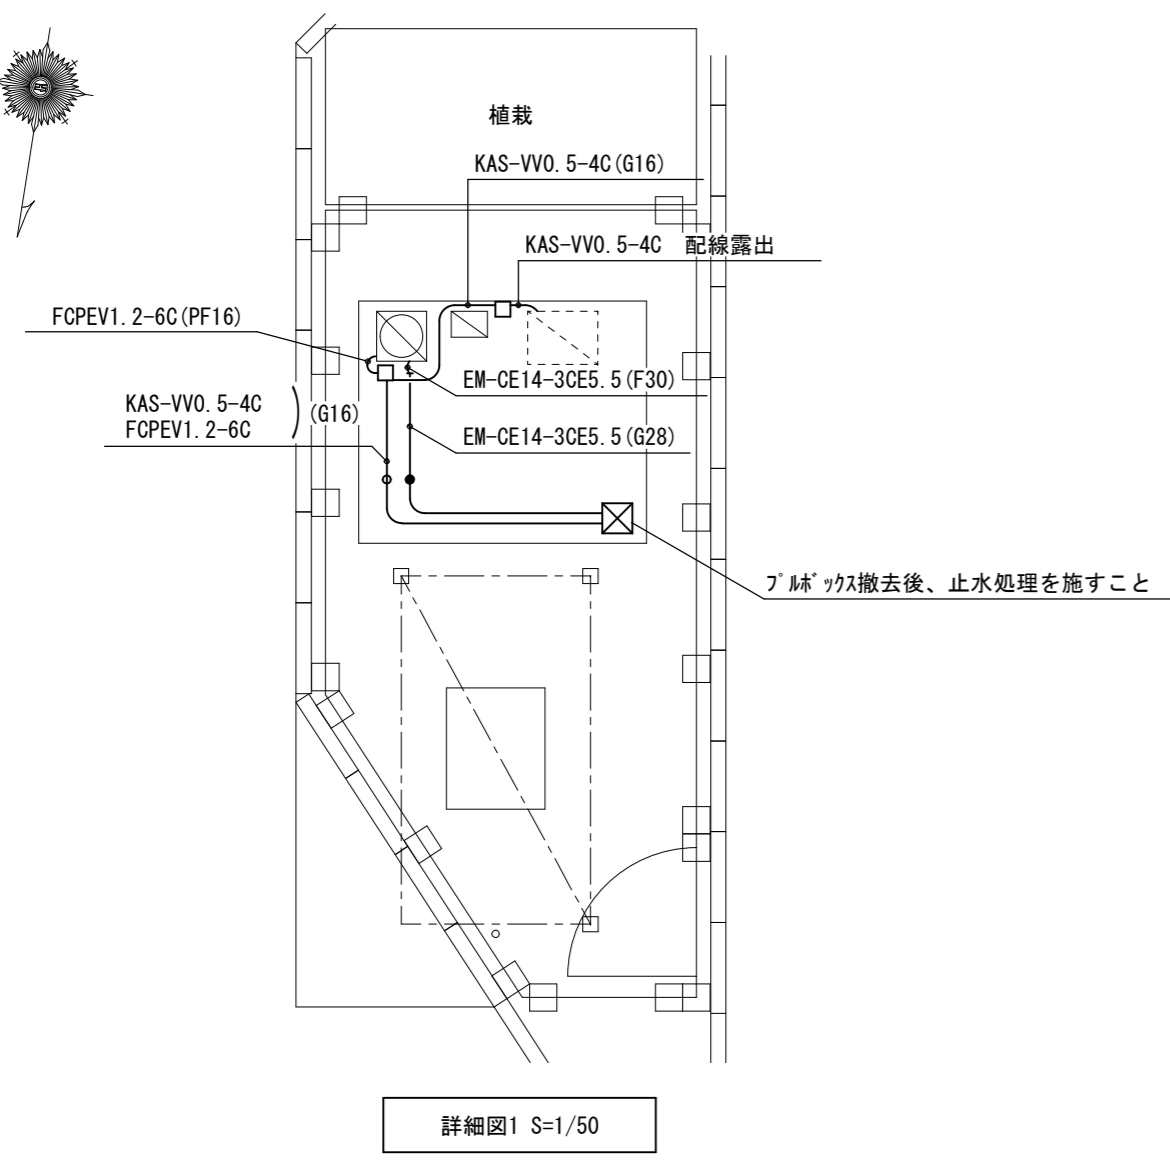 植栽
KAS-VV0.5-4C(G16)
KAS-VV0.5-4C 配線露出
FCPEV1.2-6C(PF16)
EM-CE14-3CE5.5(F30)
KAS-VV0.5-4C
FCPEV1.2-6C
(G16)
EM-CE14-3CE5.5(G28)
ﾌﾟﾙﾎﾞｯｸｽ撤去後、止水処理を施すこと
詳細図1 S=1/50